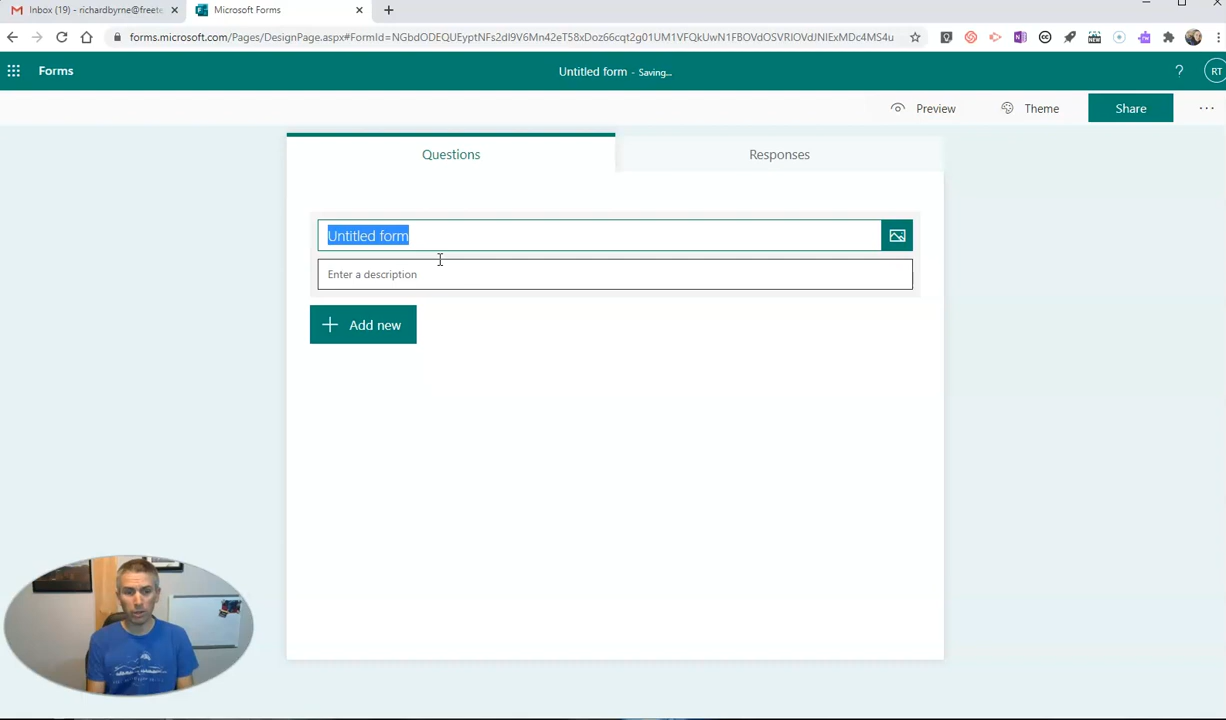 Inbox (19) - richardbyrne@freete
Microsoft Forms
forms.microsoft.com/Pages/DesignPage.aspx#FormId=NGbdODEQUEyptNFs2dI9V6Mn42eT58xDoz66cqt2g01UM1VFQkUwN1FBOVdOSVRIOVdJNlExMDc4MS4u
Forms
Untitled form - Saving...
? RT
Preview
Theme
Share
...
Questions
Responses
Untitled form
Enter a description
+ Add new